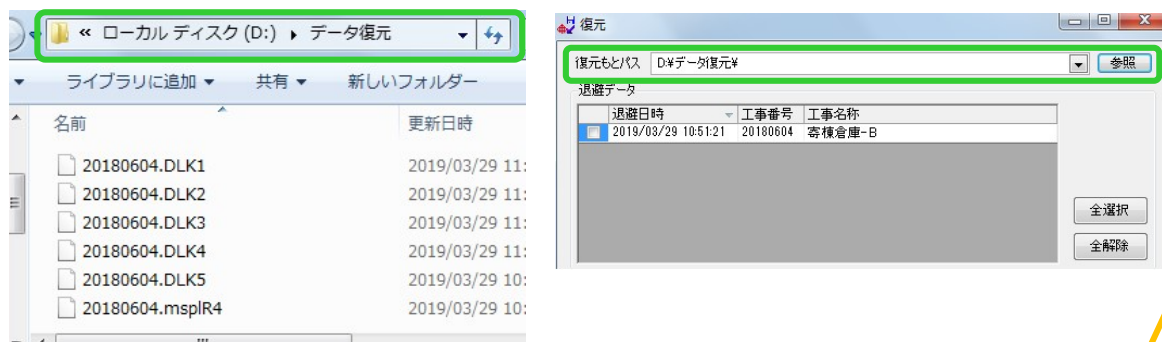 « ローカル ディスク (D:) ▸ データ復元
ライブラリに追加 ▼ 共有 ▼ 新しいフォルダー
名前 更新日時
20180604.DLK1 2019/03/29 11:
20180604.DLK2 2019/03/29 11:
20180604.DLK3 2019/03/29 11:
20180604.DLK4 2019/03/29 11:
20180604.DLK5 2019/03/29 10:
20180604.msplR4 2019/03/29 10:
復元
復元もとパス D:¥データ復元¥ 参照
退避データ
退避日時 工事番号 工事名称
2019/03/29 10:51:21 20180604 寄棟倉庫-B
全選択
全解除